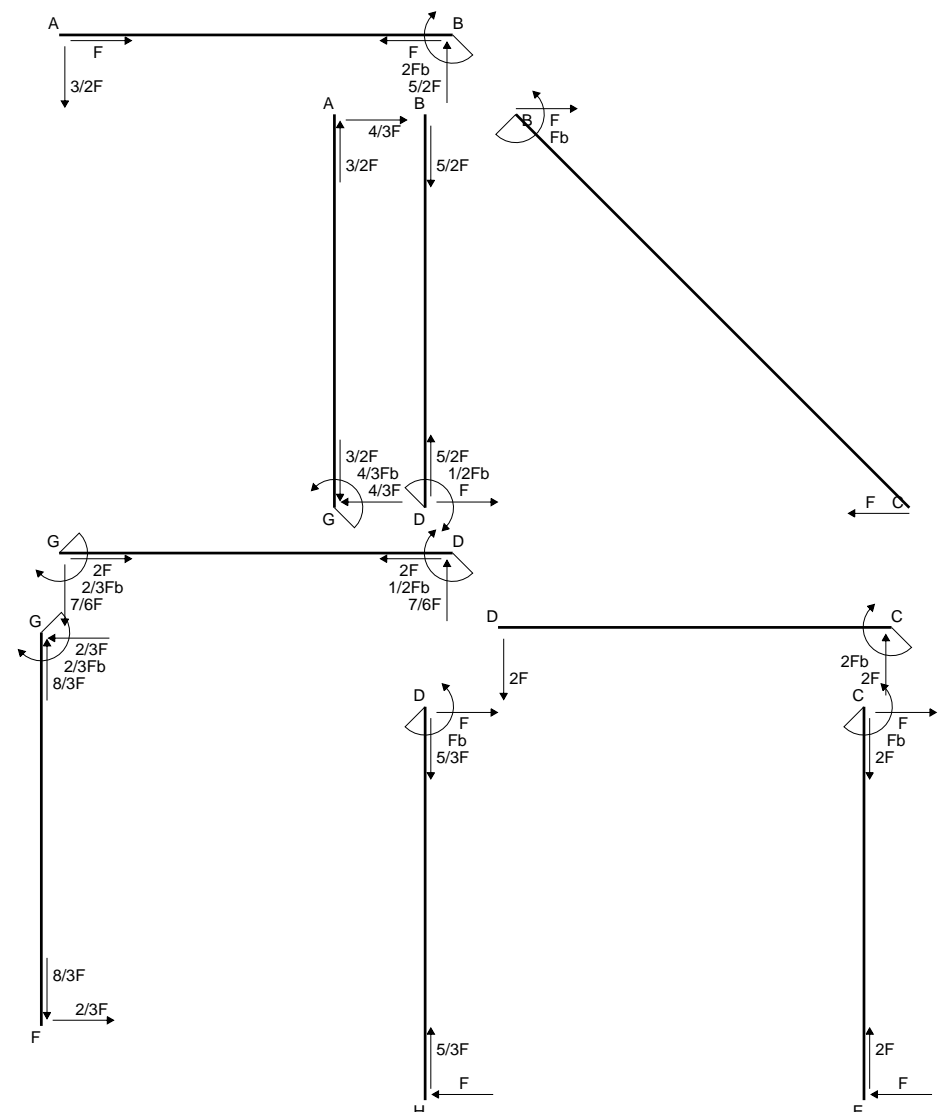 A B
F F
2Fb
3/2F 5/2F
A B
4/3F
3/2F 5/2F
B F
Fb
3/2F 5/2F
4/3Fb 1/2Fb
4/3F F
G D
F C
G D
2F 2F
2/3Fb 1/2Fb
7/6F 7/6F
G
2/3F
2/3Fb
8/3F
D C
2Fb
2F 2F
D C
F F
Fb Fb
5/3F 2F
8/3F
2/3F
F
5/3F 2F
F F
H